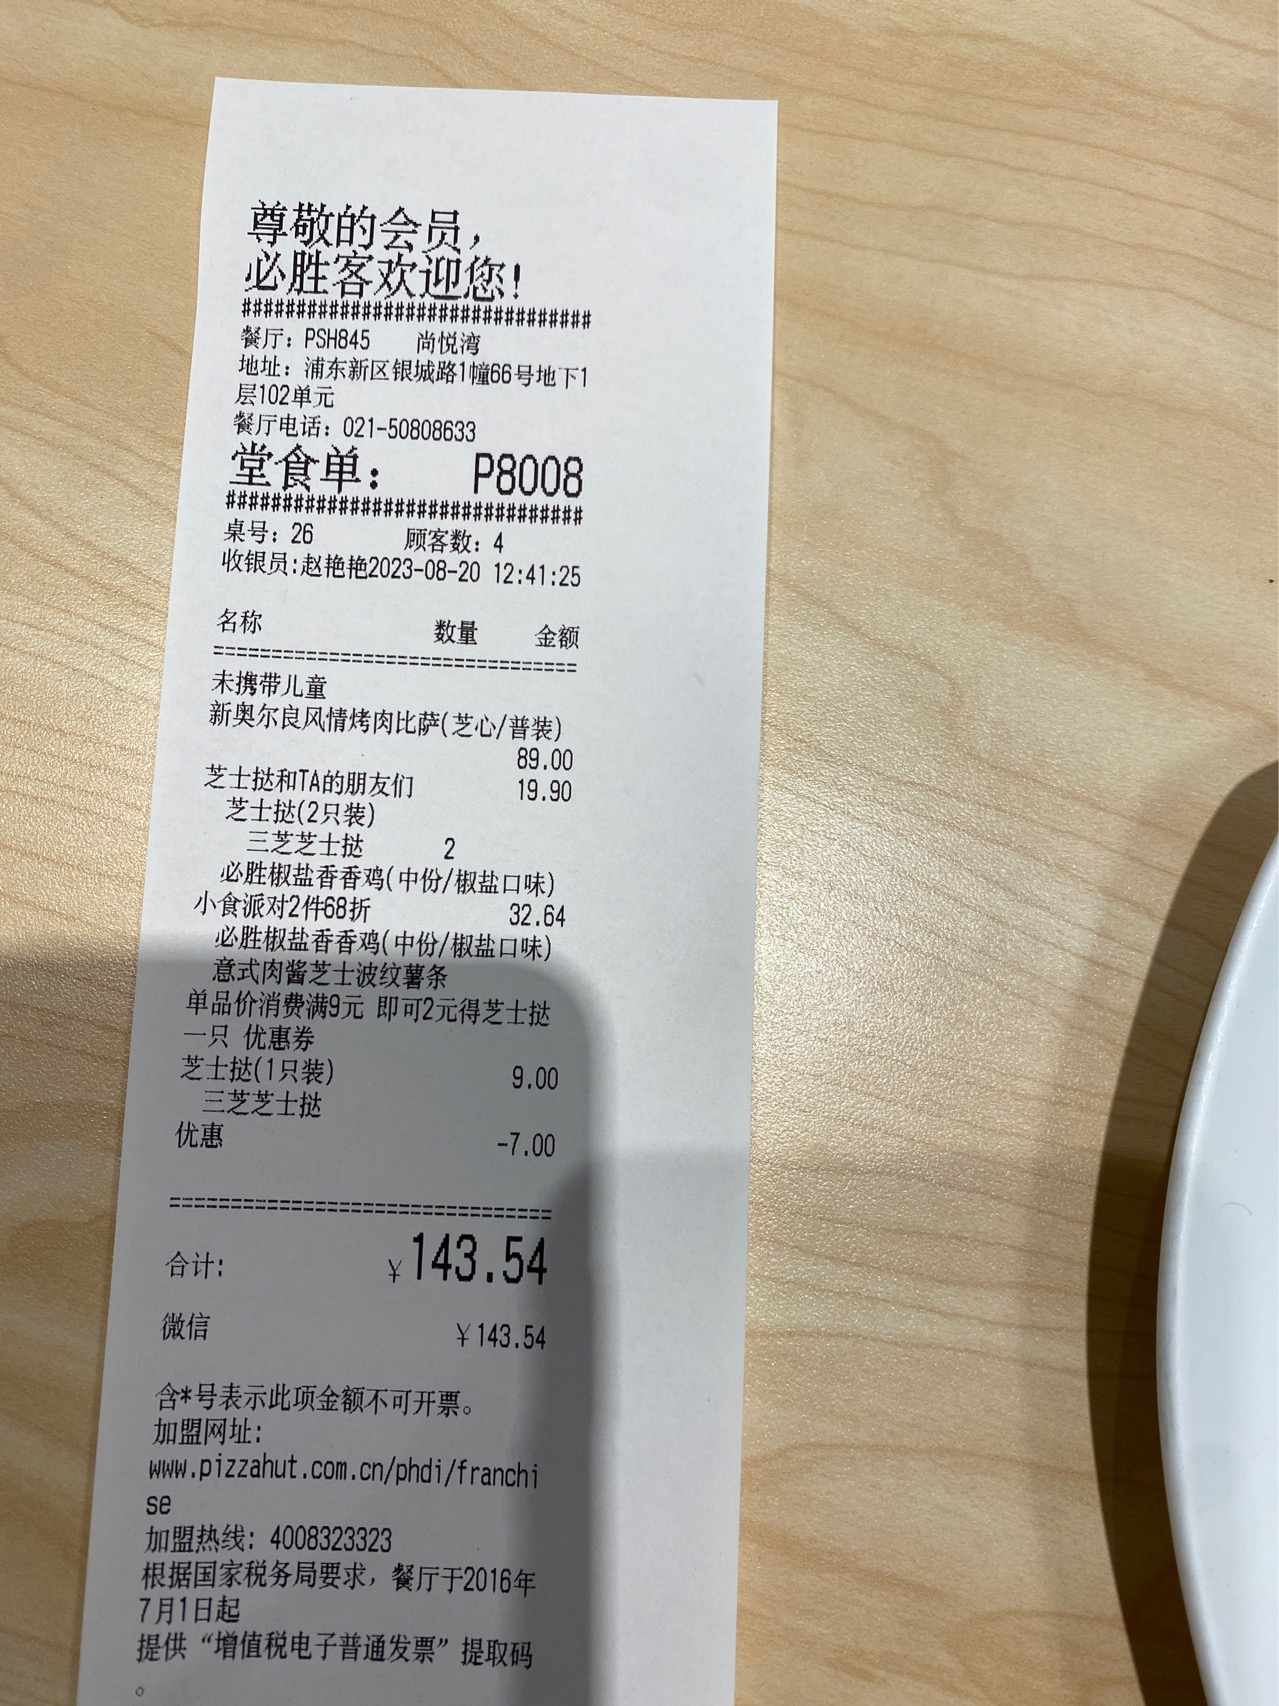 尊敬的会员，
必胜客欢迎您!
################################
餐厅：PSH845 尚悦湾
地址：浦东新区银城路1幢66号地下1
层102单元
餐厅电话：021-50808633
堂食单： P8008
################################
桌号：26 顾客数：4
收银员:赵艳艳2023-08-20 12:41:25
名称 数量 金额
================================
未携带儿童
新奥尔良风情烤肉比萨(芝心/普装)
89.00
芝士挞和TA的朋友们 19.90
芝士挞(2只装)
三芝芝士挞 2
必胜椒盐香香鸡(中份/椒盐口味)
小食派对2件68折 32.64
必胜椒盐香香鸡(中份/椒盐口味)
意式肉酱芝士波纹薯条
单品价消费满9元 即可2元得芝士挞
一只 优惠券
芝士挞(1只装) 9.00
三芝芝士挞
优惠 -7.00
================================
合计: ¥143.54
微信 ¥143.54
含*号表示此项金额不可开票。
加盟网址:
www.pizzahut.com.cn/phdi/franchi
se
加盟热线：4008323323
根据国家税务局要求，餐厅于2016年
7月1日起
提供“增值税电子普通发票”提取码
。